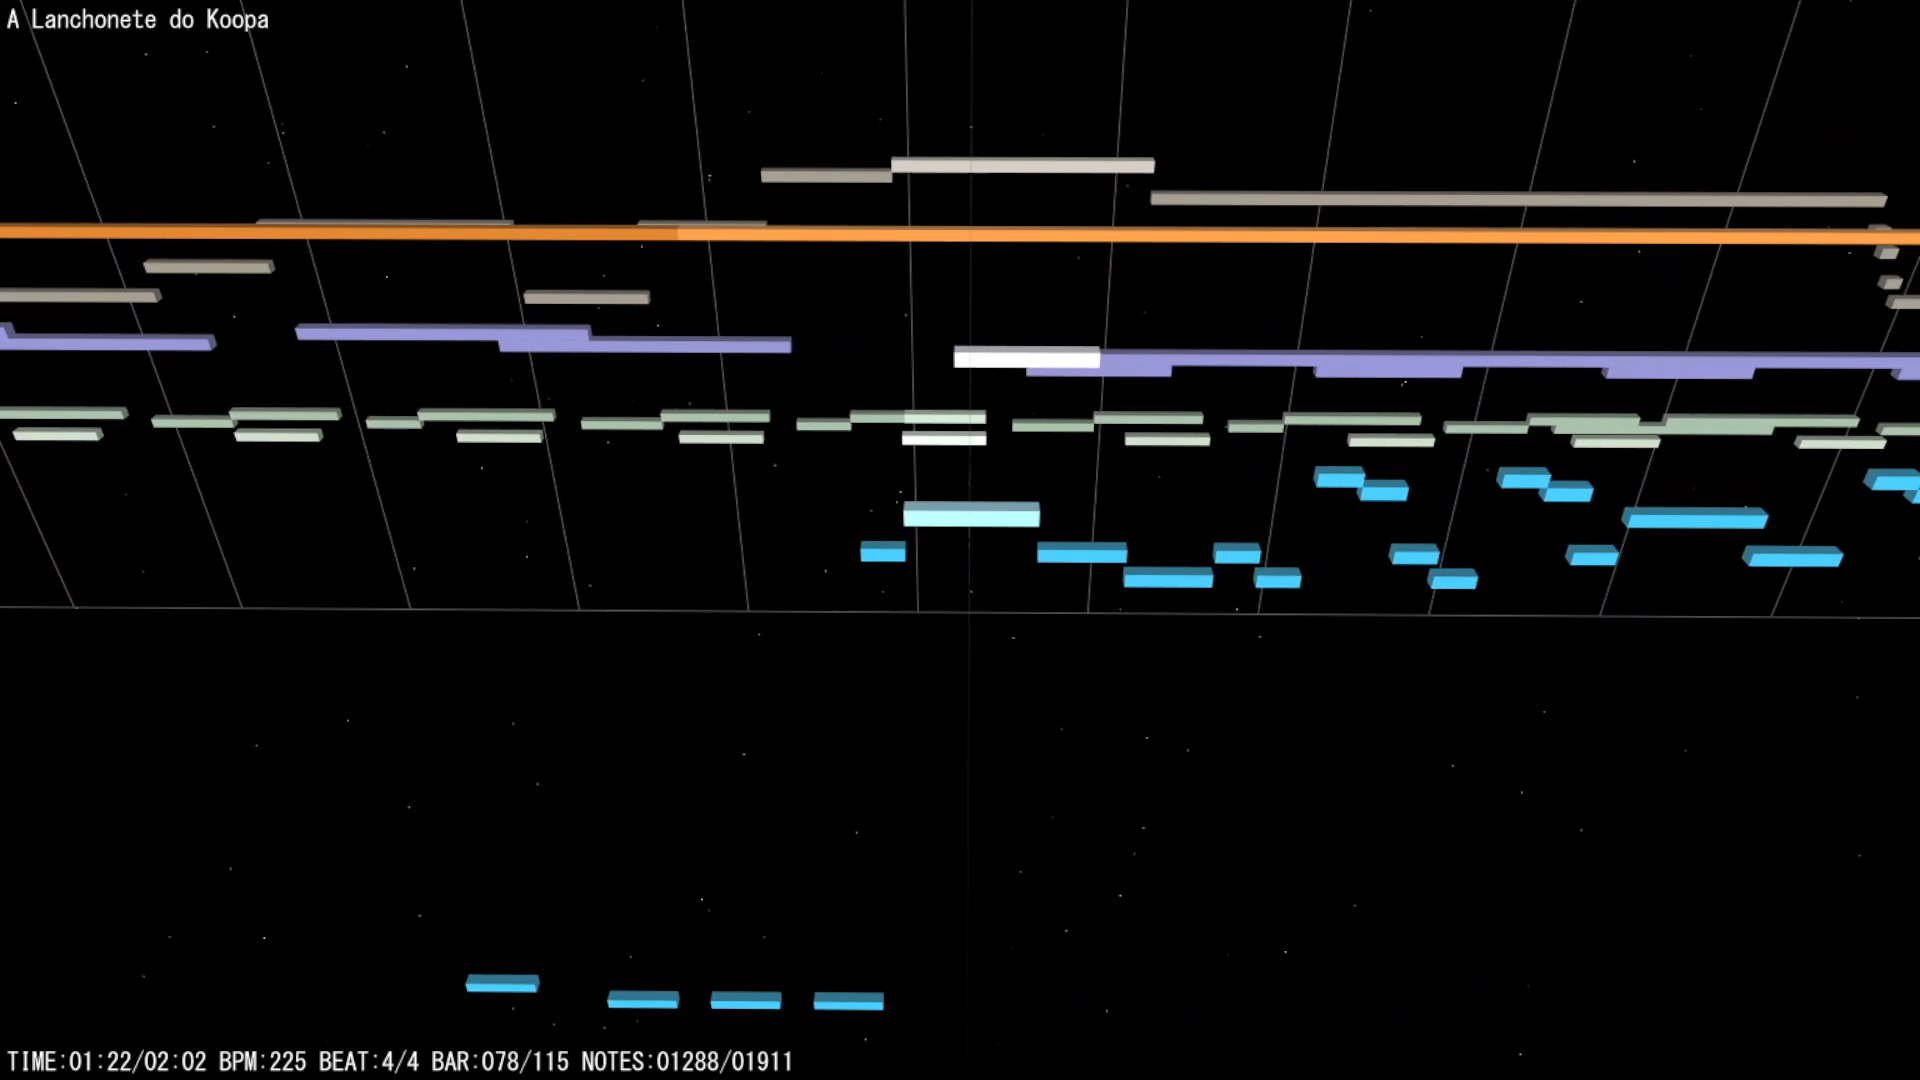 A Lanchonete do Koopa
TIME:01:22/02:02 BPM:225 BEAT:4/4 BAR:078/115 NOTES:01288/01911